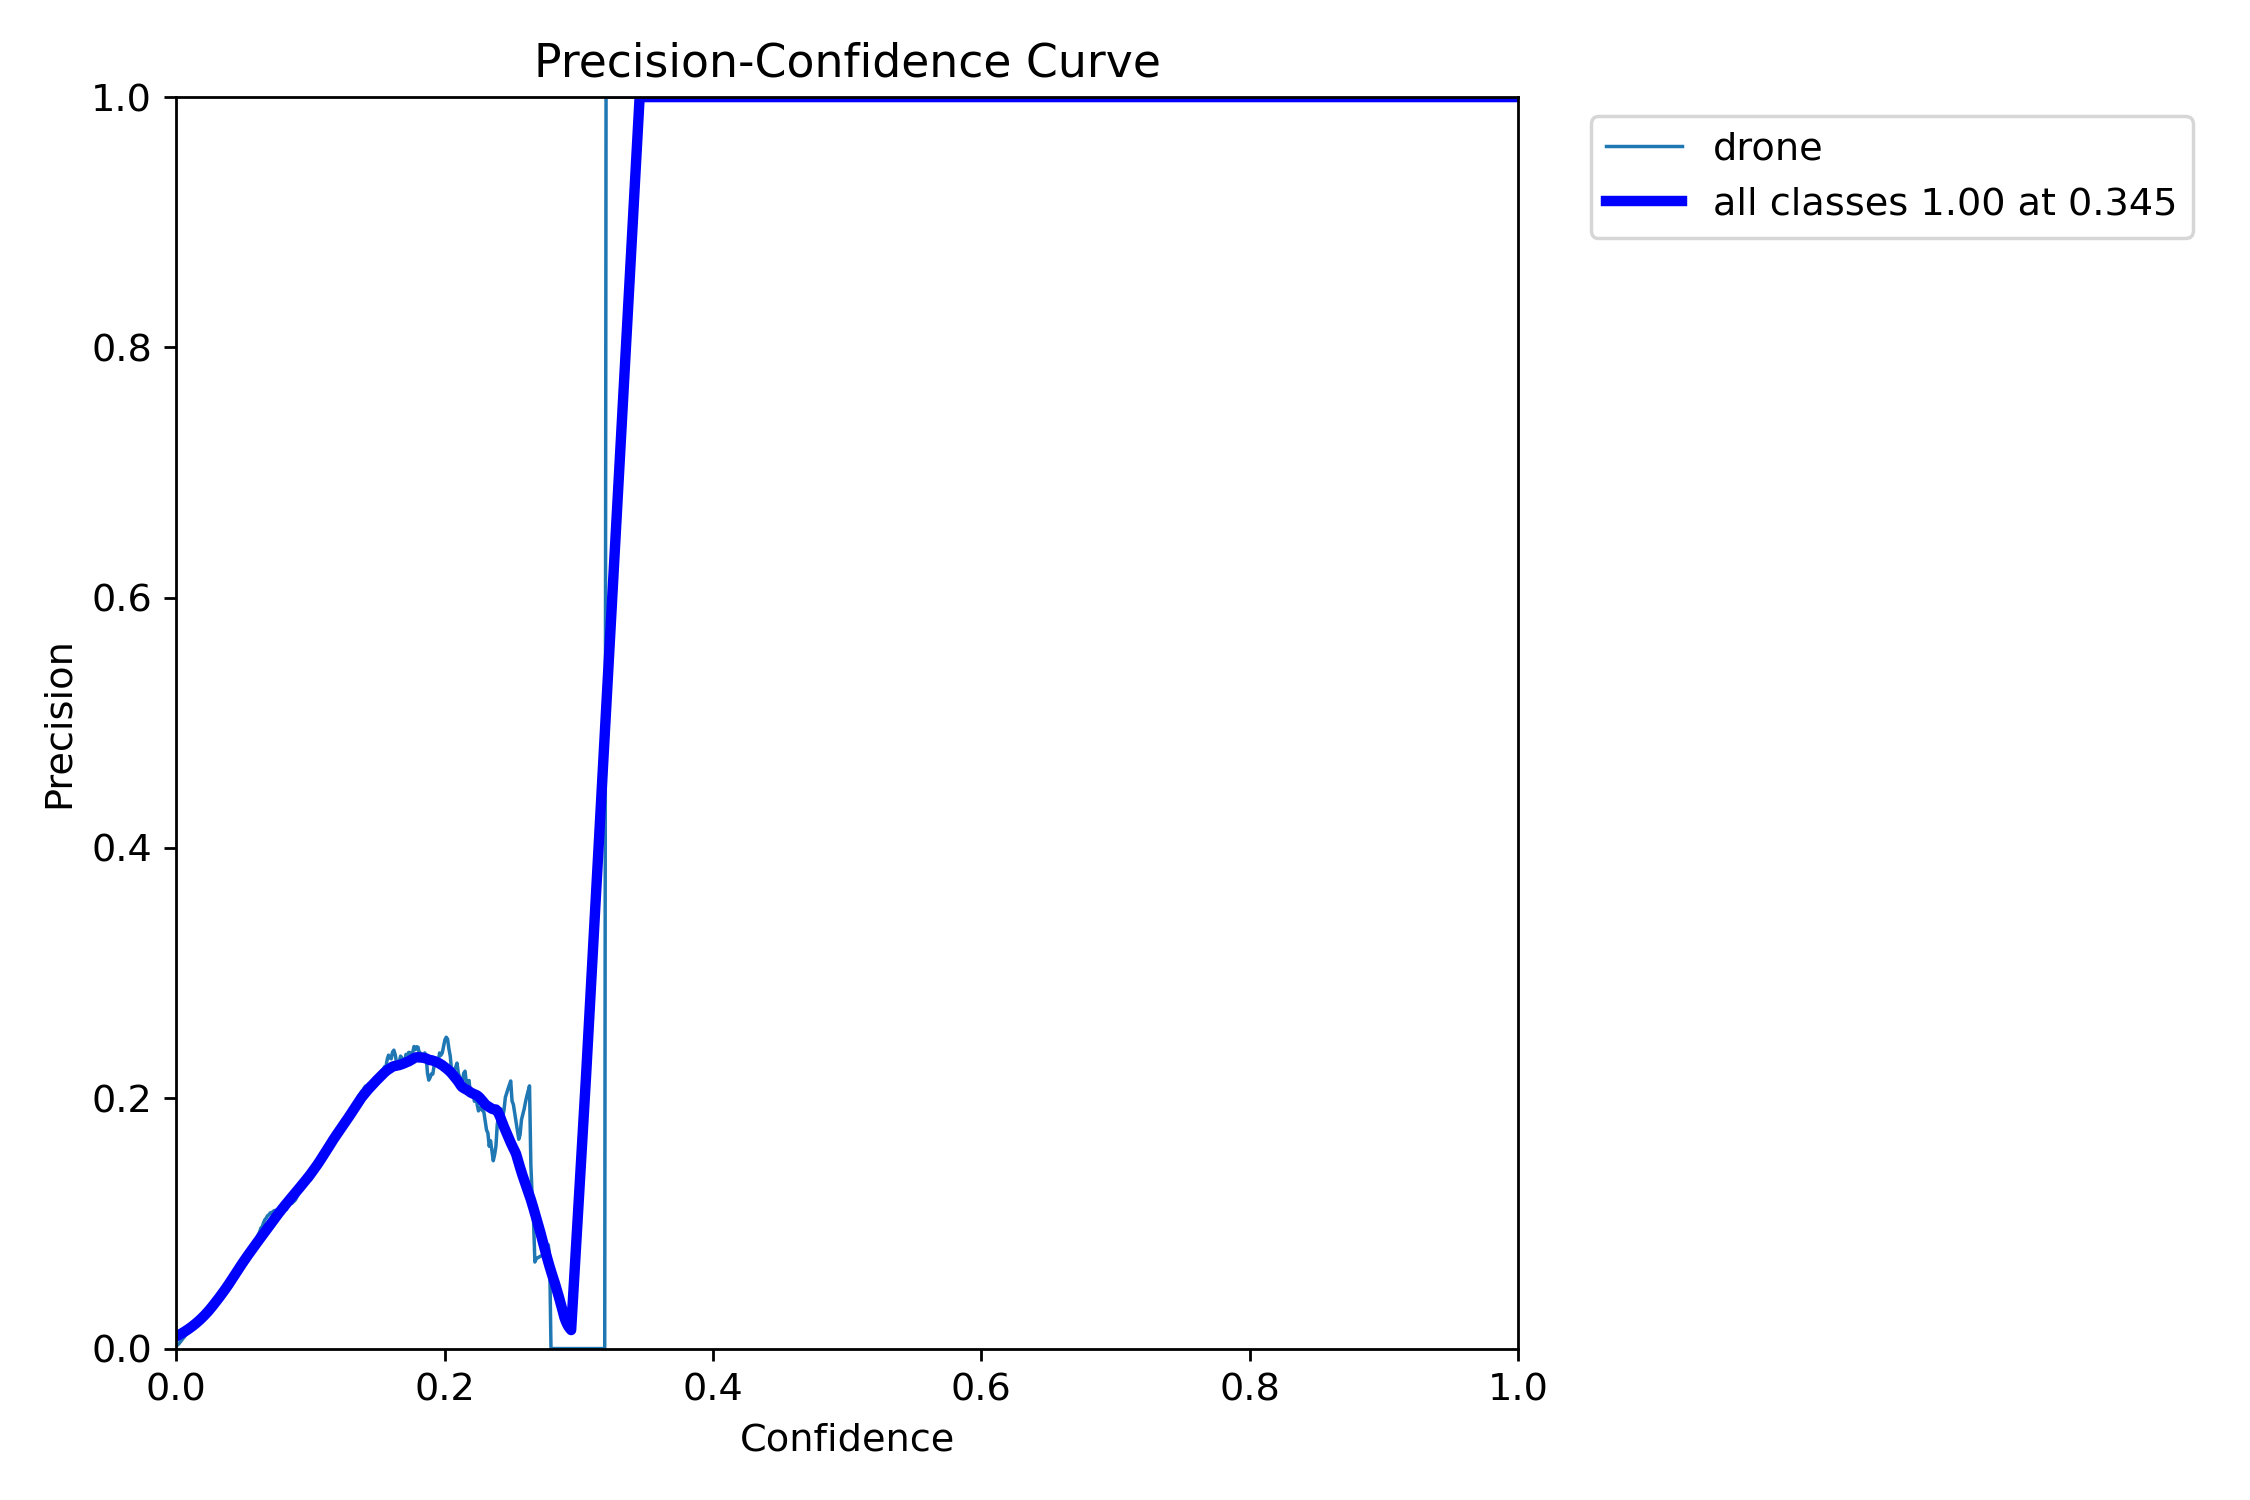 Precision-Confidence Curve
1.0
0.8
0.6
0.4
0.2
0.0
Precision
0.0 0.2 0.4 0.6 0.8 1.0
Confidence
drone
all classes 1.00 at 0.345